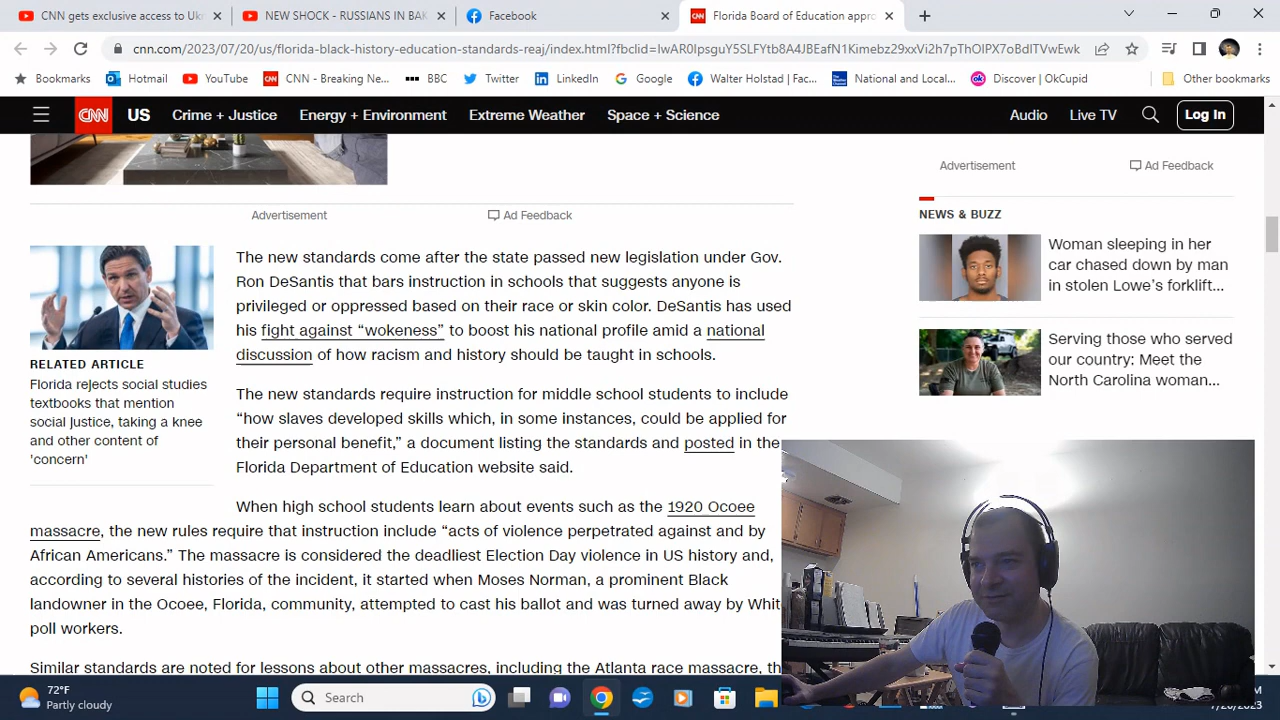 CNN gets exclusive access to Uk
NEW SHOCK - RUSSIANS IN BAK
Facebook
Florida Board of Education appro
cnn.com/2023/07/20/us/florida-black-history-education-standards-reaj/index.html?fbclid=IwAR0IpsguY5SLFYtb8A4JBEafN1Kimebz29xxVi2h7pThOIPX7oBdITVwEwk
Bookmarks
Hotmail
YouTube
CNN - Breaking Ne...
BBC
Twitter
LinkedIn
Google
Walter Holstad | Fac...
National and Local...
Discover | OkCupid
Other bookmarks
CNN
US
Crime + Justice
Energy + Environment
Extreme Weather
Space + Science
Audio
Live TV
Log In
Advertisement
Ad Feedback
Advertisement
Ad Feedback
RELATED ARTICLE
Florida rejects social studies
textbooks that mention
social justice, taking a knee
and other content of
'concern'
The new standards come after the state passed new legislation under Gov.
Ron DeSantis that bars instruction in schools that suggests anyone is
privileged or oppressed based on their race or skin color. DeSantis has used
his fight against “wokeness” to boost his national profile amid a national
discussion of how racism and history should be taught in schools.
The new standards require instruction for middle school students to include
“how slaves developed skills which, in some instances, could be applied for
their personal benefit,” a document listing the standards and posted in the
Florida Department of Education website said.
When high school students learn about events such as the 1920 Ocoee
massacre, the new rules require that instruction include “acts of violence perpetrated against and by
African Americans.” The massacre is considered the deadliest Election Day violence in US history and,
according to several histories of the incident, it started when Moses Norman, a prominent Black
landowner in the Ocoee, Florida, community, attempted to cast his ballot and was turned away by Whit
poll workers.
Similar standards are noted for lessons about other massacres, including the Atlanta race massacre, th
NEWS & BUZZ
Woman sleeping in her
car chased down by man
in stolen Lowe’s forklift...
Serving those who served
our country: Meet the
North Carolina woman...
72°F
Partly cloudy
Search